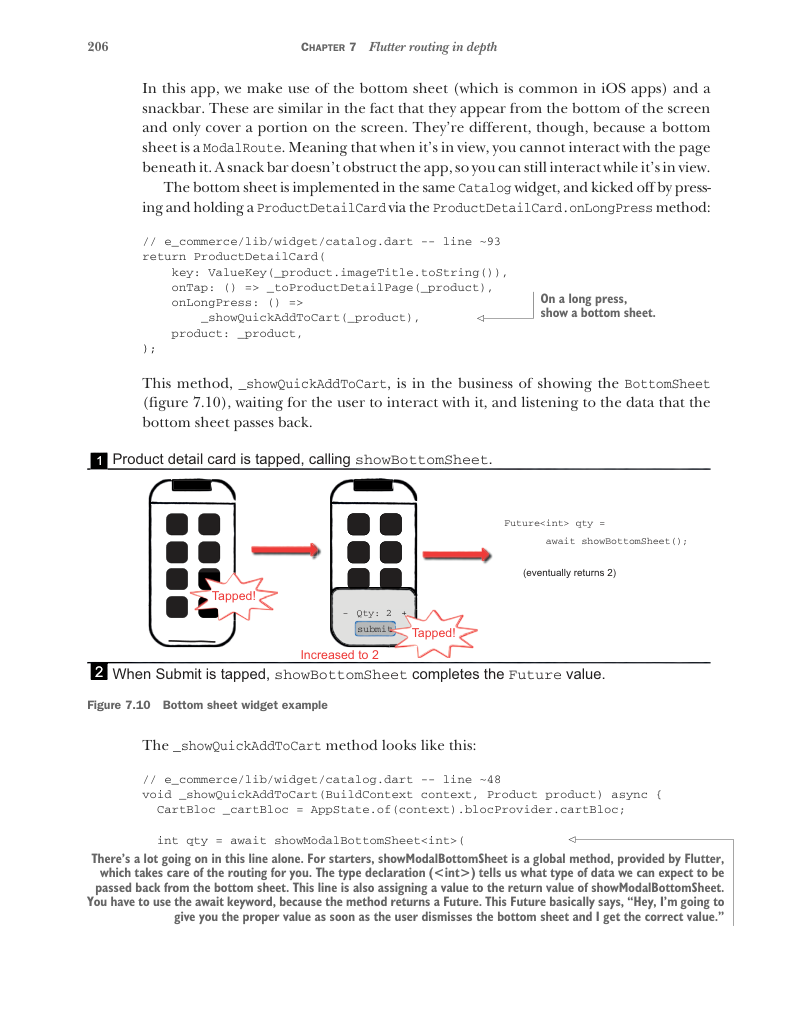 206
CHAPTER 7 Flutter routing in depth
In this app, we make use of the bottom sheet (which is common in iOS apps) and a
snackbar. These are similar in the fact that they appear from the bottom of the screen
and only cover a portion on the screen. They're different, though, because a bottom
sheet is a ModalRoute. Meaning that when it's in view, you cannot interact with the page
beneath it. A snack bar doesn't obstruct the app, so you can still interact while it's in view.
The bottom sheet is implemented in the same Catalog widget, and kicked off by press-
ing and holding a ProductDetailCard via the ProductDetailCard.onLongPress method:
// e_commerce/lib/widget/catalog.dart -- line ~93
return ProductDetailCard(
key: ValueKey(_product.imageTitle.toString()),
onTap: () => _toProductDetailPage(_product),
onLongPress: () =>
_showQuickAddToCart(_product),
product: _product,
);
On a long press,
show a bottom sheet.
This method, _showQuickAddToCart, is in the business of showing the BottomSheet
(figure 7.10), waiting for the user to interact with it, and listening to the data that the
bottom sheet passes back.
1 Product detail card is tapped, calling showBottomSheet.
Tapped!
- Qty: 2 +
submit
Tapped!
Increased to 2
Future<int> qty =
await showBottomSheet();
(eventually returns 2)
2 When Submit is tapped, showBottomSheet completes the Future value.
Figure 7.10 Bottom sheet widget example
The _showQuickAddToCart method looks like this:
// e_commerce/lib/widget/catalog.dart -- line ~48
void _showQuickAddToCart(BuildContext context, Product product) async {
CartBloc _cartBloc = AppState.of(context).blocProvider.cartBloc;
int qty = await showModalBottomSheet<int>(
There's a lot going on in this line alone. For starters, showModalBottomSheet is a global method, provided by Flutter,
which takes care of the routing for you. The type declaration (<int>) tells us what type of data we can expect to be
passed back from the bottom sheet. This line is also assigning a value to the return value of showModalBottomSheet.
You have to use the await keyword, because the method returns a Future. This Future basically says, “Hey, I'm going to
give you the proper value as soon as the user dismisses the bottom sheet and I get the correct value.”